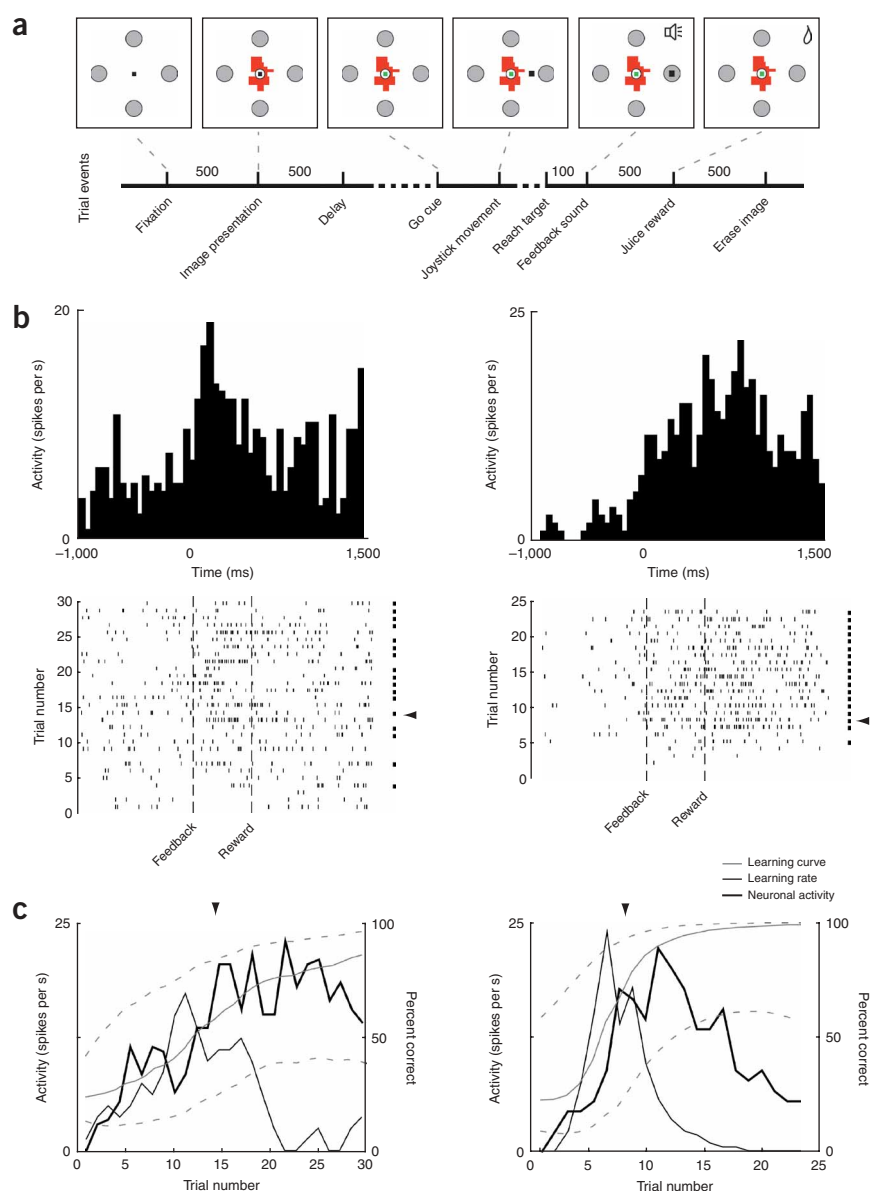 a
Trial events
500
500
100
500
500
Fixation
Image presentation
Delay
Go cue
Joystick movement
Reach target
Feedback sound
Juice reward
Erase image
b
20
10
0
Activity (spikes per s)
–1,000
0
1,500
Time (ms)
25
0
Activity (spikes per s)
–1,000
0
1,500
Time (ms)
30
25
20
15
10
5
0
Trial number
Feedback
Reward
25
20
15
10
5
0
Trial number
Feedback
Reward
Learning curve
Learning rate
Neuronal activity
c
25
0
Activity (spikes per s)
100
50
0
Percent correct
0
5
10
15
20
25
30
Trial number
25
0
Activity (spikes per s)
100
50
0
Percent correct
0
5
10
15
20
25
Trial number